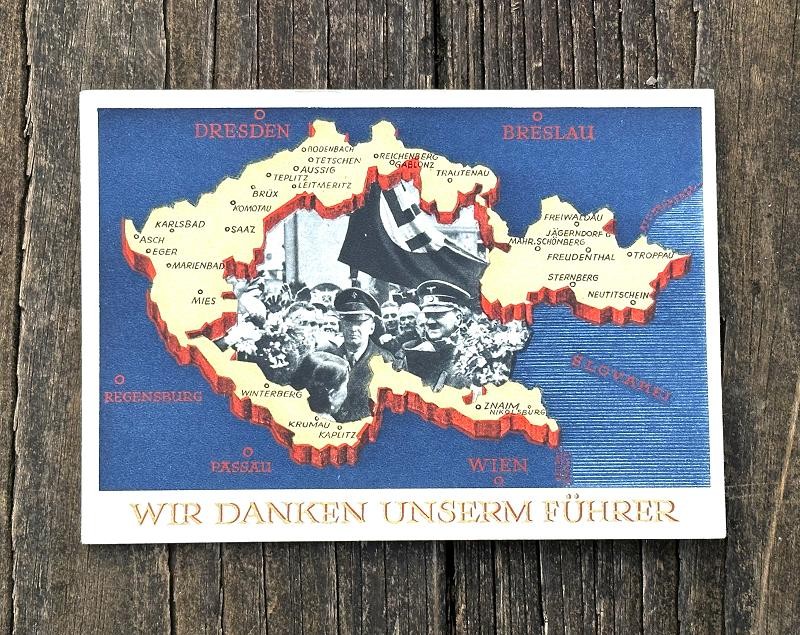 DRESDEN
BRESLAU
BODENBACH
TETSCHEN
AUSSIG
TEPLITZ
LEITMERITZ
BRÜX
KOMOTAU
SAAZ
REICHENBERG
GABLONZ
TRAUTENAU
KARLSBAD
ASCH
EGER
MARIENBAD
MIES
FREIWALDAU
JÄGERNDORF
MÄHR. SCHÖNBERG
FREUDENTHAL
TROPPAU
STERNBERG
NEUTITSCHEIN
SLOVAKEI
REGENSBURG
WINTERBERG
KRUMAU
KAPLITZ
ZNAIM
NIKOLSBURG
PASSAU
WIEN
WIR DANKEN UNSERM FÜHRER